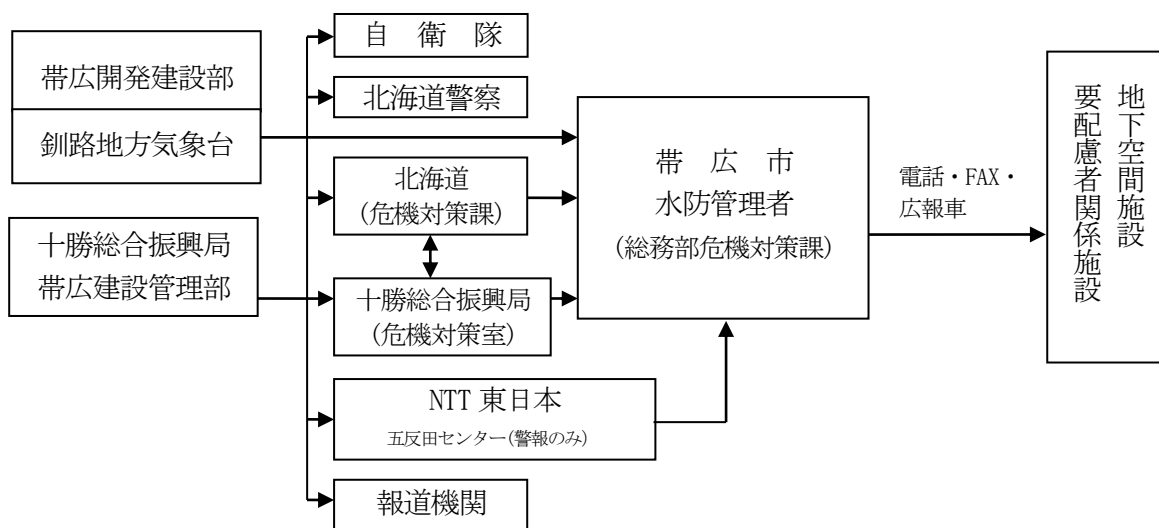 帯広開発建設部
釧路地方気象台
十勝総合振興局
帯広建設管理部
自 衛 隊
北海道警察
北海道
(危機対策課)
十勝総合振興局
(危機対策室)
NTT 東日本
五反田センター(警報のみ)
報道機関
帯 広 市
水防管理者
(総務部危機対策課)
電話・FAX・
広報車
地下空間施設
要配慮者関係施設